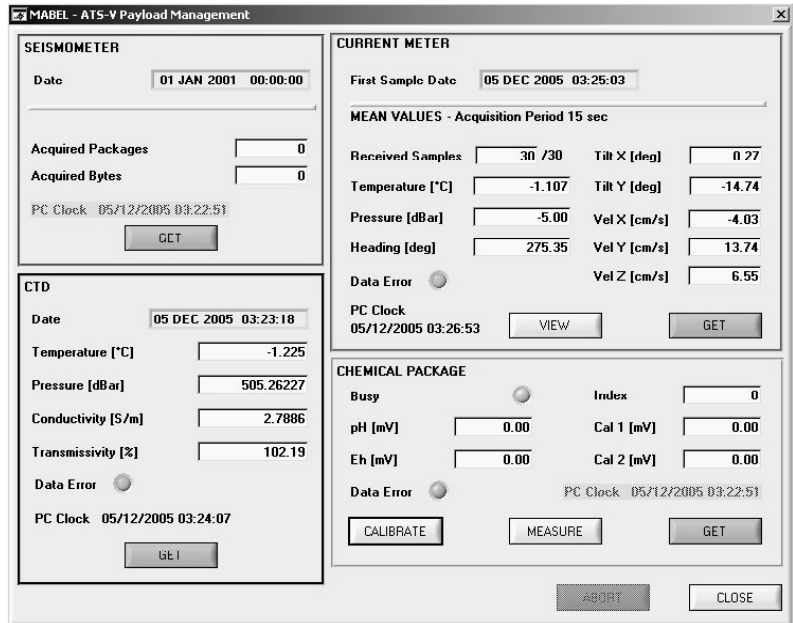 MABEL - ATS-V Payload Management
SEISMOMETER
Date 01 JAN 2001 00:00:00
Acquired Packages 0
Acquired Bytes 0
PC Clock 05/12/2005 03:22:51
GET
CTD
Date 05 DEC 2005 03:23:18
Temperature [°C] -1.225
Pressure [dBar] 505.26227
Conductivity [S/m] 2.7886
Transmissivity [%] 102.19
Data Error
PC Clock 05/12/2005 03:24:07
GET
CURRENT METER
First Sample Date 05 DEC 2005 03:25:03
MEAN VALUES - Acquisition Period 15 sec
Received Samples 30 /30 Tilt X [deg] 0.27
Temperature [°C] -1.107 Tilt Y [deg] -14.74
Pressure [dBar] -5.00 Vel X [cm/s] -4.03
Heading [deg] 275.35 Vel Y [cm/s] 13.74
Data Error Vel Z [cm/s] 6.55
PC Clock
05/12/2005 03:26:53 VIEW GET
CHEMICAL PACKAGE
Busy Index 0
pH [mV] 0.00 Cal 1 [mV] 0.00
Eh [mV] 0.00 Cal 2 [mV] 0.00
Data Error PC Clock 05/12/2005 03:22:51
CALIBRATE MEASURE GET
ABORT CLOSE